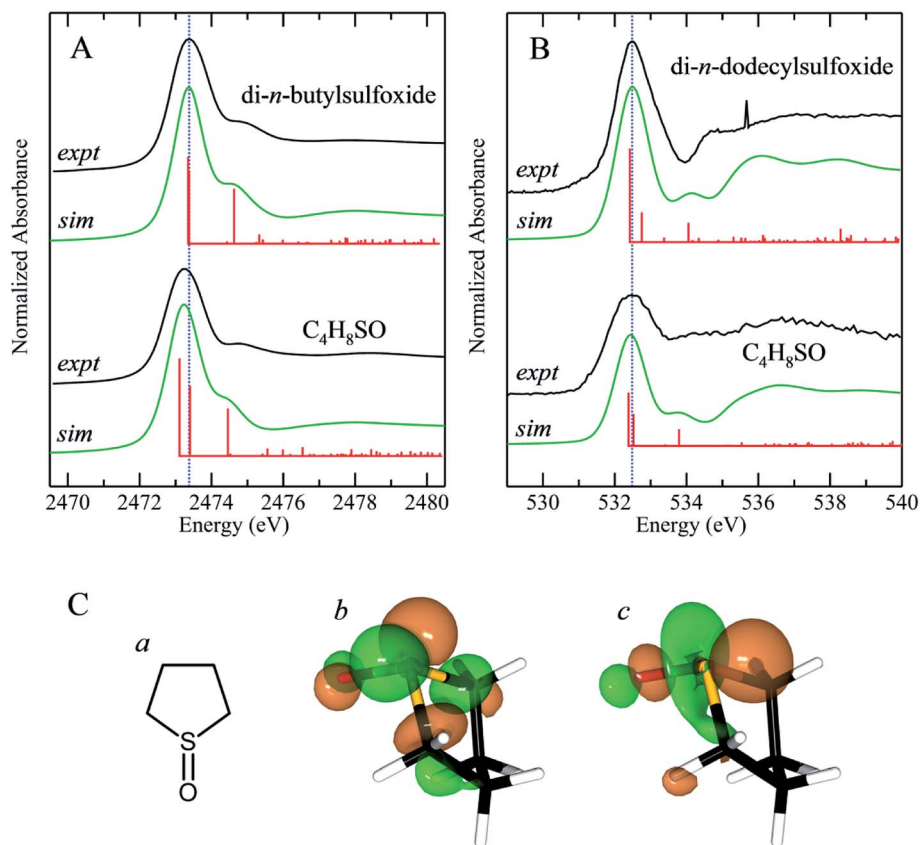 A
B
di-n-butylsulfoxide
di-n-dodecylsulfoxide
Normalized Absorbance
Normalized Absorbance
expt
expt
sim
sim
C₄H₈SO
C₄H₈SO
expt
expt
sim
sim
2470 2472 2474 2476 2478 2480
530 532 534 536 538 540
Energy (eV)
Energy (eV)
C
a
b
c
S
O